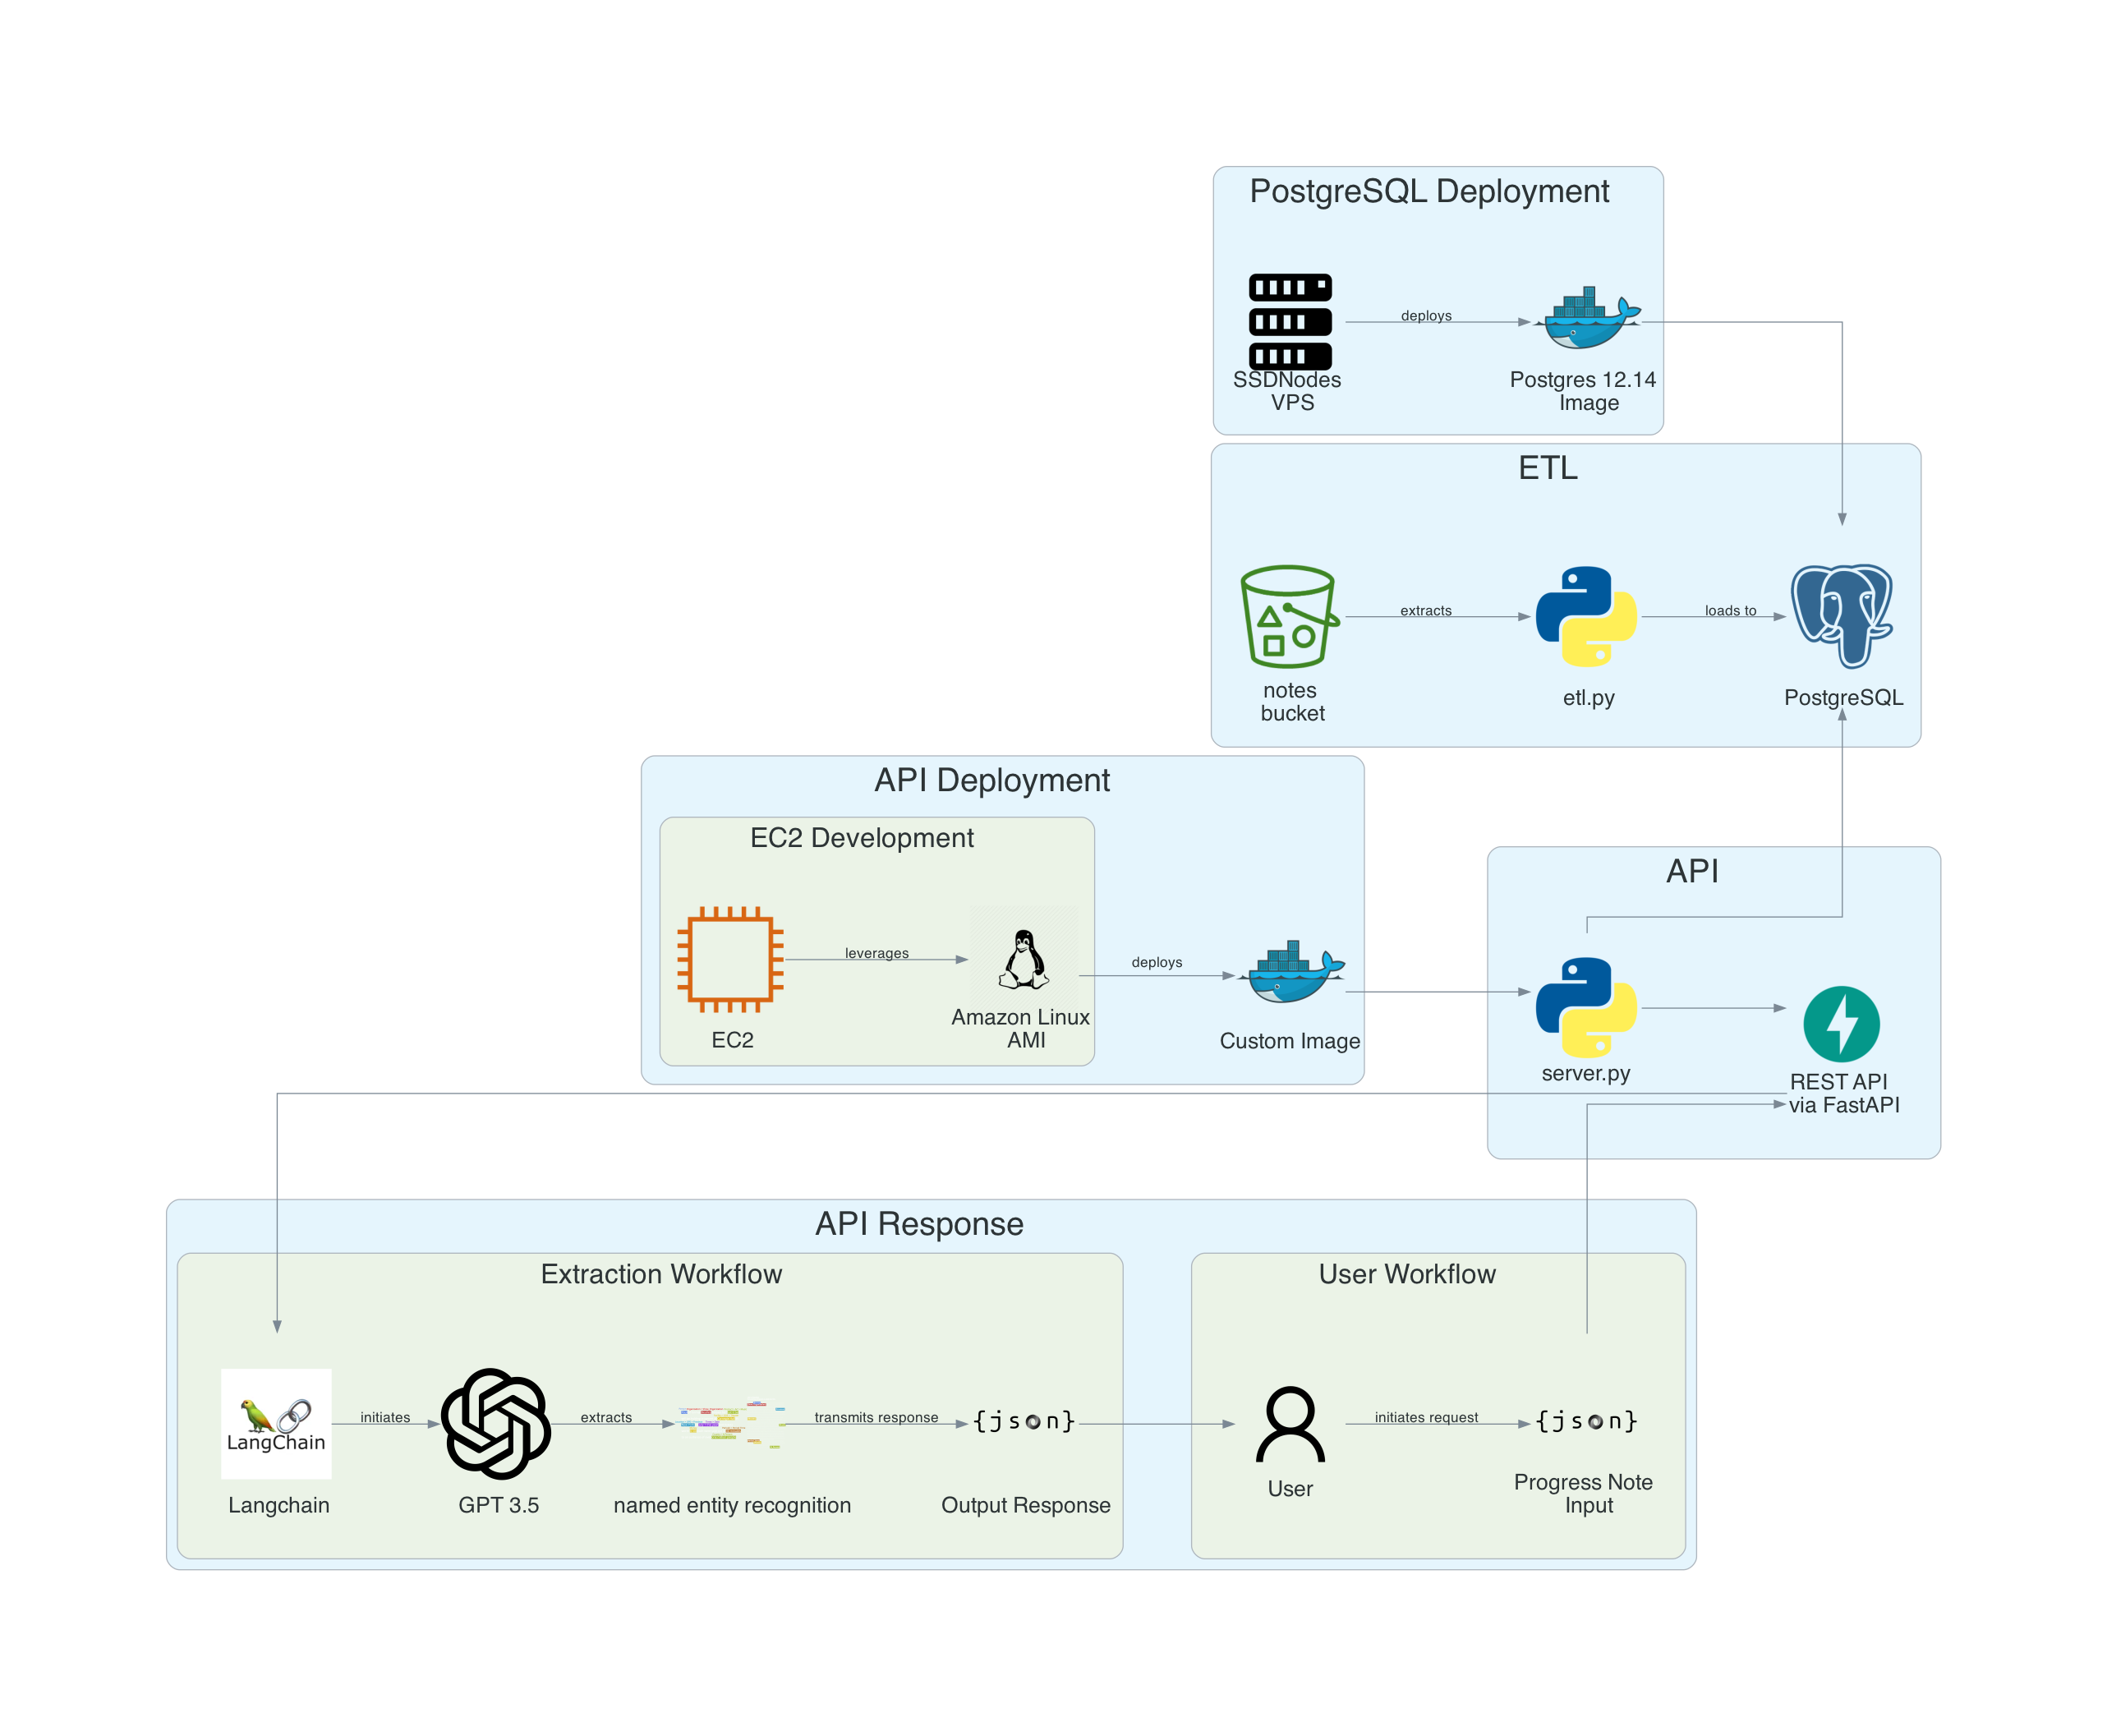 PostgreSQL Deployment
deploys
SSDNodes
VPS
Postgres 12.14
Image
ETL
extracts
loads to
notes
bucket
etl.py
PostgreSQL
API Deployment
EC2 Development
leverages
deploys
EC2
Amazon Linux
AMI
Custom Image
API
server.py
REST API
via FastAPI
API Response
Extraction Workflow
LangChain
initiates
extracts
transmits response
{json}
Langchain
GPT 3.5
named entity recognition
Output Response
User Workflow
initiates request
{json}
User
Progress Note
Input